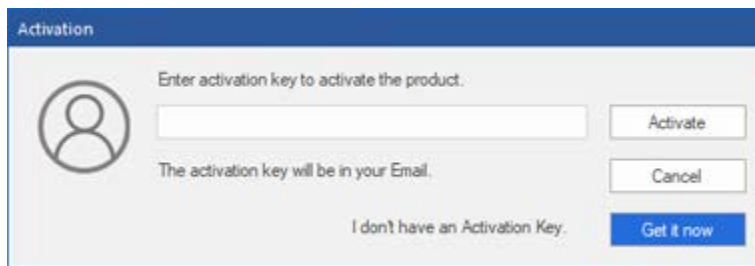 Activation
Enter activation key to activate the product.
Activate
The activation key will be in your Email.
Cancel
I don't have an Activation Key.
Get it now